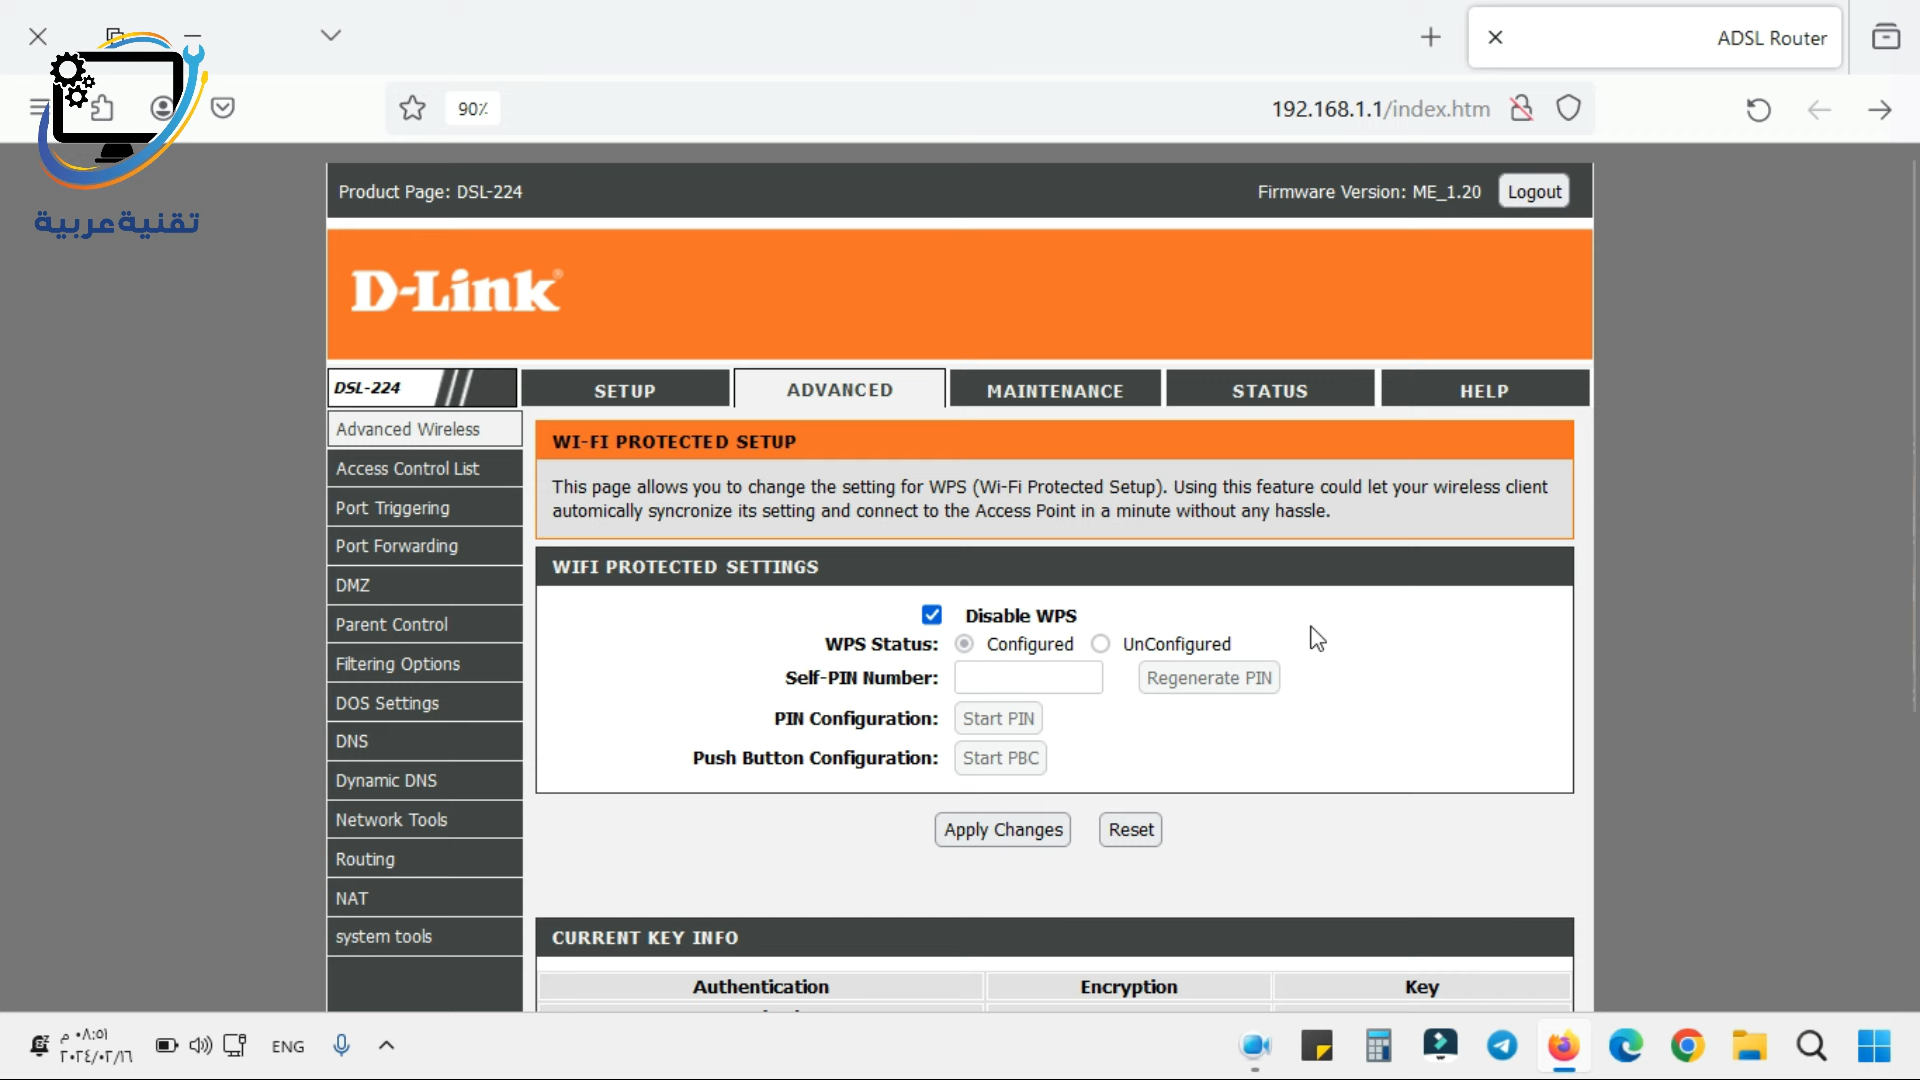 ADSL Router
90٪
192.168.1.1/index.htm
تقنية عربية
Product Page: DSL-224
Firmware Version: ME_1.20
Logout
D-Link®
DSL-224
SETUP
ADVANCED
MAINTENANCE
STATUS
HELP
Advanced Wireless
Access Control List
Port Triggering
Port Forwarding
DMZ
Parent Control
Filtering Options
DOS Settings
DNS
Dynamic DNS
Network Tools
Routing
NAT
system tools
WI-FI PROTECTED SETUP
This page allows you to change the setting for WPS (Wi-Fi Protected Setup). Using this feature could let your wireless client
automically syncronize its setting and connect to the Access Point in a minute without any hassle.
WIFI PROTECTED SETTINGS
Disable WPS
WPS Status: Configured UnConfigured
Self-PIN Number: Regenerate PIN
PIN Configuration: Start PIN
Push Button Configuration: Start PBC
Apply Changes Reset
CURRENT KEY INFO
Authentication Encryption Key
٠٨:٥١ م
٢٠٢٤/٠٢/١٦
ENG